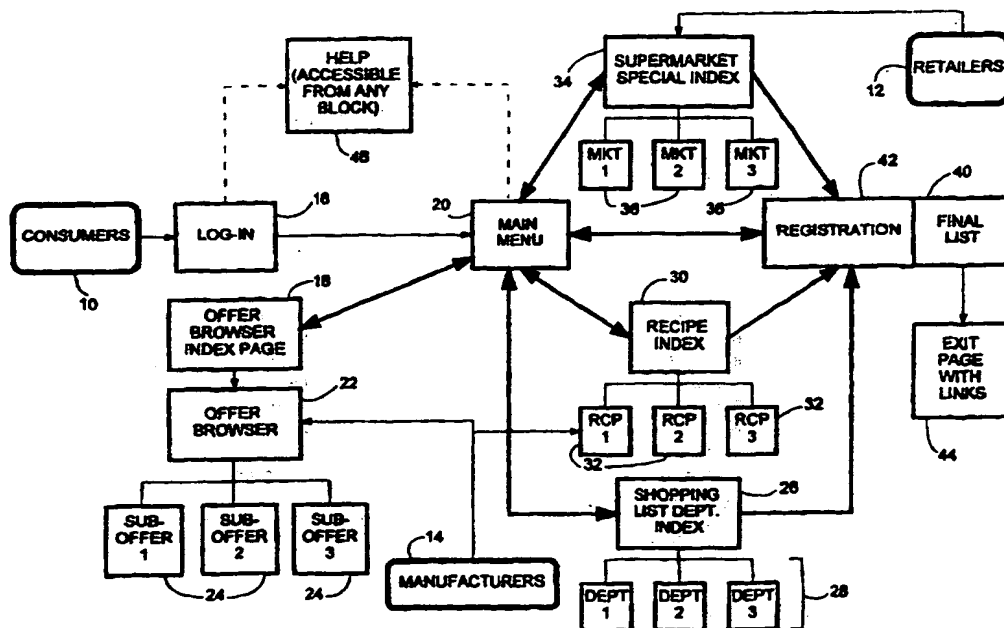 HELP
(ACCESSIBLE
FROM ANY
BLOCK)
46
SUPERMARKET
SPECIAL INDEX
34
RETAILERS
12
MKT
1
MKT
2
MKT
3
36
36
CONSUMERS
10
LOG-IN
16
20
MAIN
MENU
42
REGISTRATION
40
FINAL
LIST
18
OFFER
BROWSER
INDEX PAGE
30
RECIPE
INDEX
EXIT
PAGE
WITH
LINKS
44
22
OFFER
BROWSER
RCP
1
RCP
2
RCP
3
32
32
SUB-
OFFER
1
SUB-
OFFER
2
SUB-
OFFER
3
24
24
14
MANUFACTURERS
26
SHOPPING
LIST DEPT.
INDEX
DEPT
1
DEPT
2
DEPT
3
28